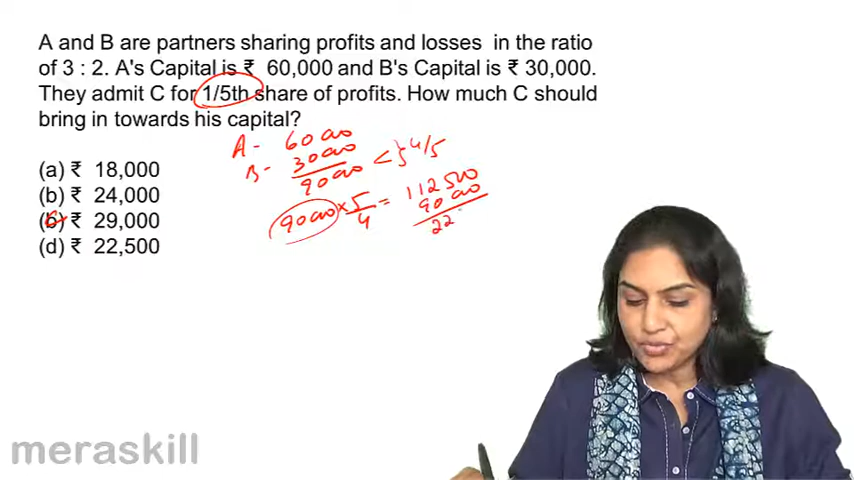 A and B are partners sharing profits and losses in the ratio
of 3 : 2. A's Capital is ₹ 60,000 and B's Capital is ₹ 30,000.
They admit C for 1/5th share of profits. How much C should
bring in towards his capital?
(a) ₹ 18,000
(b) ₹ 24,000
(b) ₹ 29,000
(d) ₹ 22,500
A - 60000
B - 30000
90000 < 4/5
90000 × 5/4 = 112500
90000
22
meraskill